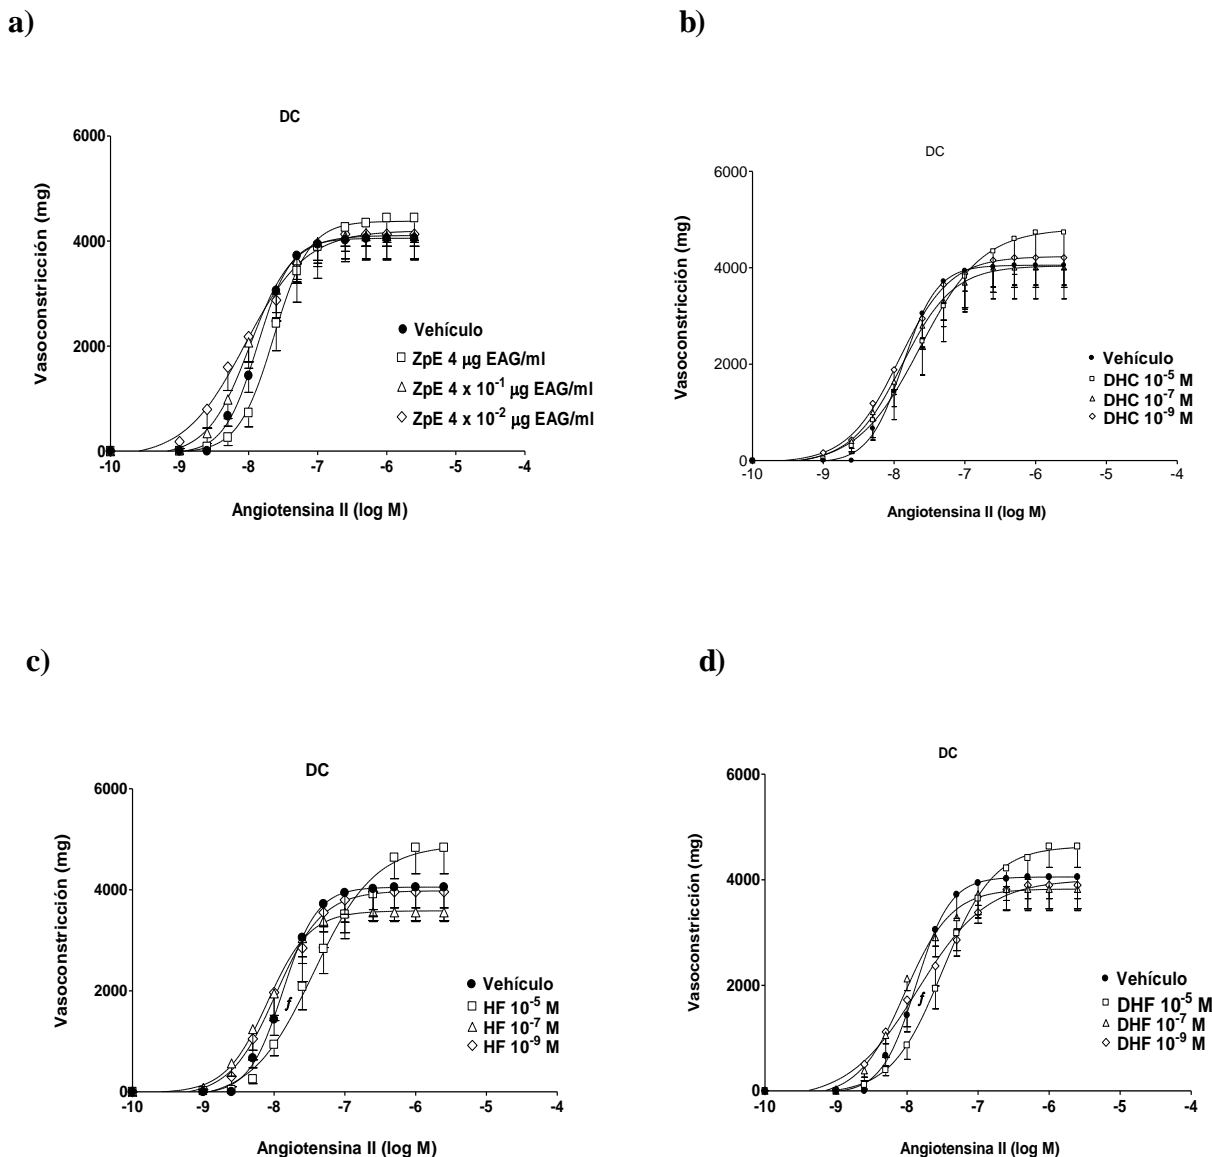 a)
DC
6000
4000
2000
0
Vasoconstricción (mg)
-10 -9 -8 -7 -6 -5 -4
Angiotensina II (log M)
Vehículo
ZpE 4 μg EAG/ml
ZpE 4 x 10⁻¹ μg EAG/ml
ZpE 4 x 10⁻² μg EAG/ml
b)
DC
6000
4000
2000
0
Vasoconstricción (mg)
-10 -9 -8 -7 -6 -5 -4
Angiotensina II (log M)
Vehículo
DHC 10⁻⁵ M
DHC 10⁻⁷ M
DHC 10⁻⁹ M
c)
DC
6000
4000
2000
0
Vasoconstricción (mg)
ƒ
-10 -9 -8 -7 -6 -5 -4
Angiotensina II (log M)
Vehículo
HF 10⁻⁵ M
HF 10⁻⁷ M
HF 10⁻⁹ M
d)
DC
6000
4000
2000
0
Vasoconstricción (mg)
ƒ
-10 -9 -8 -7 -6 -5 -4
Angiotensina II (log M)
Vehículo
DHF 10⁻⁵ M
DHF 10⁻⁷ M
DHF 10⁻⁹ M